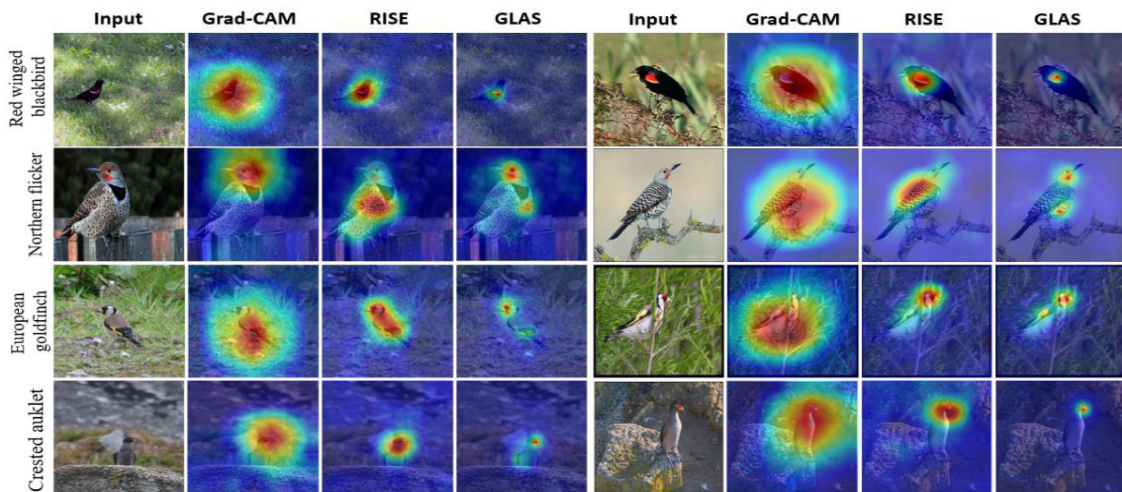 Input Grad-CAM RISE GLAS Input Grad-CAM RISE GLAS
Red winged
blackbird
Northern flicker
European
goldfinch
Crested auklet